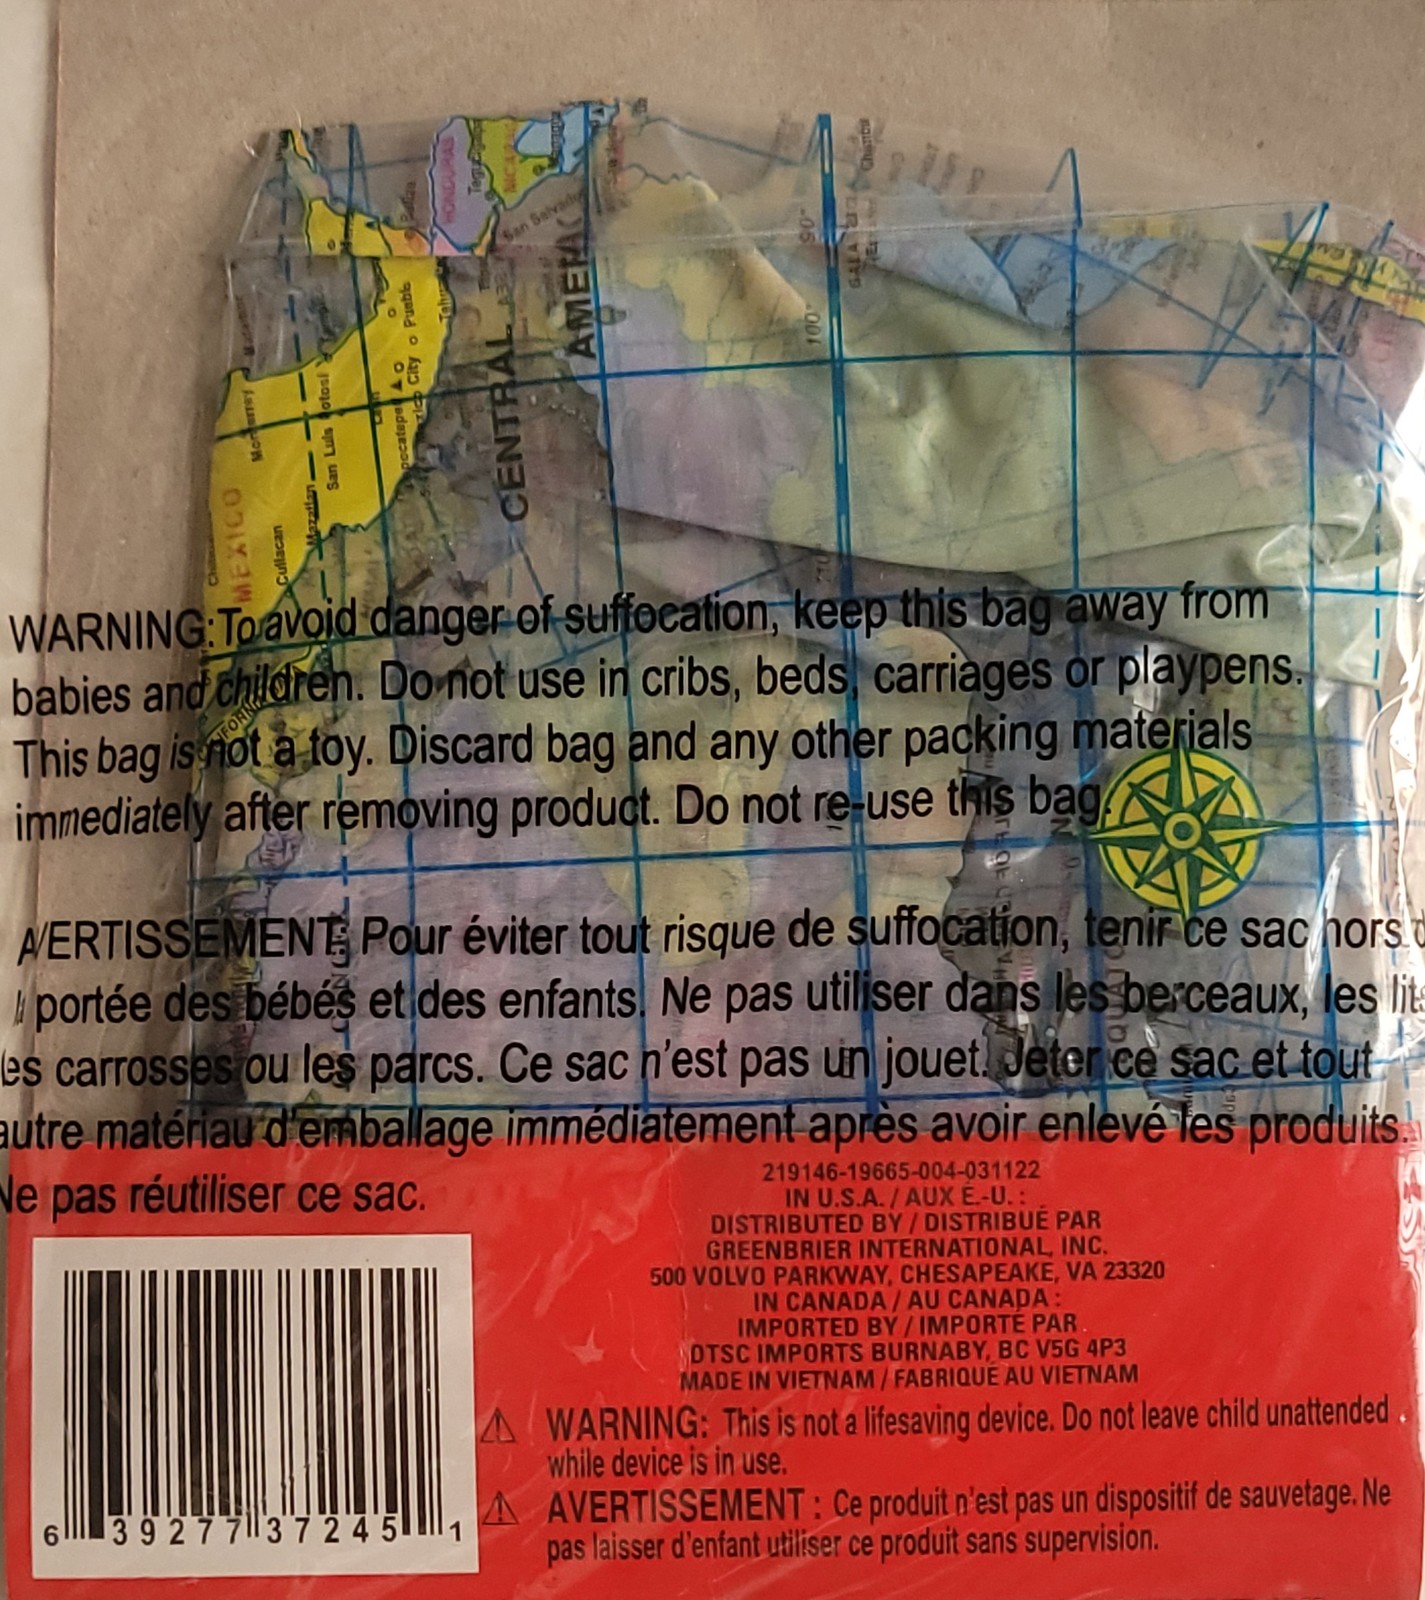 HONDURAS
San Salvador
CENTRAL
AMERICA
90°
100°
Puebla
Monterrey
San Luis Potosi
Mazatlan
Culiacan
MEXICO
WARNING: To avoid danger of suffocation, keep this bag away from
babies and children. Do not use in cribs, beds, carriages or playpens.
This bag is not a toy. Discard bag and any other packing materials
immediately after removing product. Do not re-use this bag.
AVERTISSEMENT: Pour éviter tout risque de suffocation, tenir ce sac hors
portée des bébés et des enfants. Ne pas utiliser dans les berceaux, les lits
les carrosses ou les parcs. Ce sac n'est pas un jouet. Jeter ce sac et tout
autre matériau d'emballage immédiatement après avoir enlevé les produits.
Ne pas réutiliser ce sac.
219146-19665-004-031122
IN U.S.A. / AUX É.-U. :
DISTRIBUTED BY / DISTRIBUÉ PAR
GREENBRIER INTERNATIONAL, INC.
500 VOLVO PARKWAY, CHESAPEAKE, VA 23320
IN CANADA / AU CANADA :
IMPORTED BY / IMPORTÉ PAR
DTSC IMPORTS BURNABY, BC V5G 4P3
MADE IN VIETNAM / FABRIQUÉ AU VIETNAM
WARNING: This is not a lifesaving device. Do not leave child unattended
while device is in use.
AVERTISSEMENT : Ce produit n'est pas un dispositif de sauvetage. Ne
pas laisser d'enfant utiliser ce produit sans supervision.
6 39277 37245 1